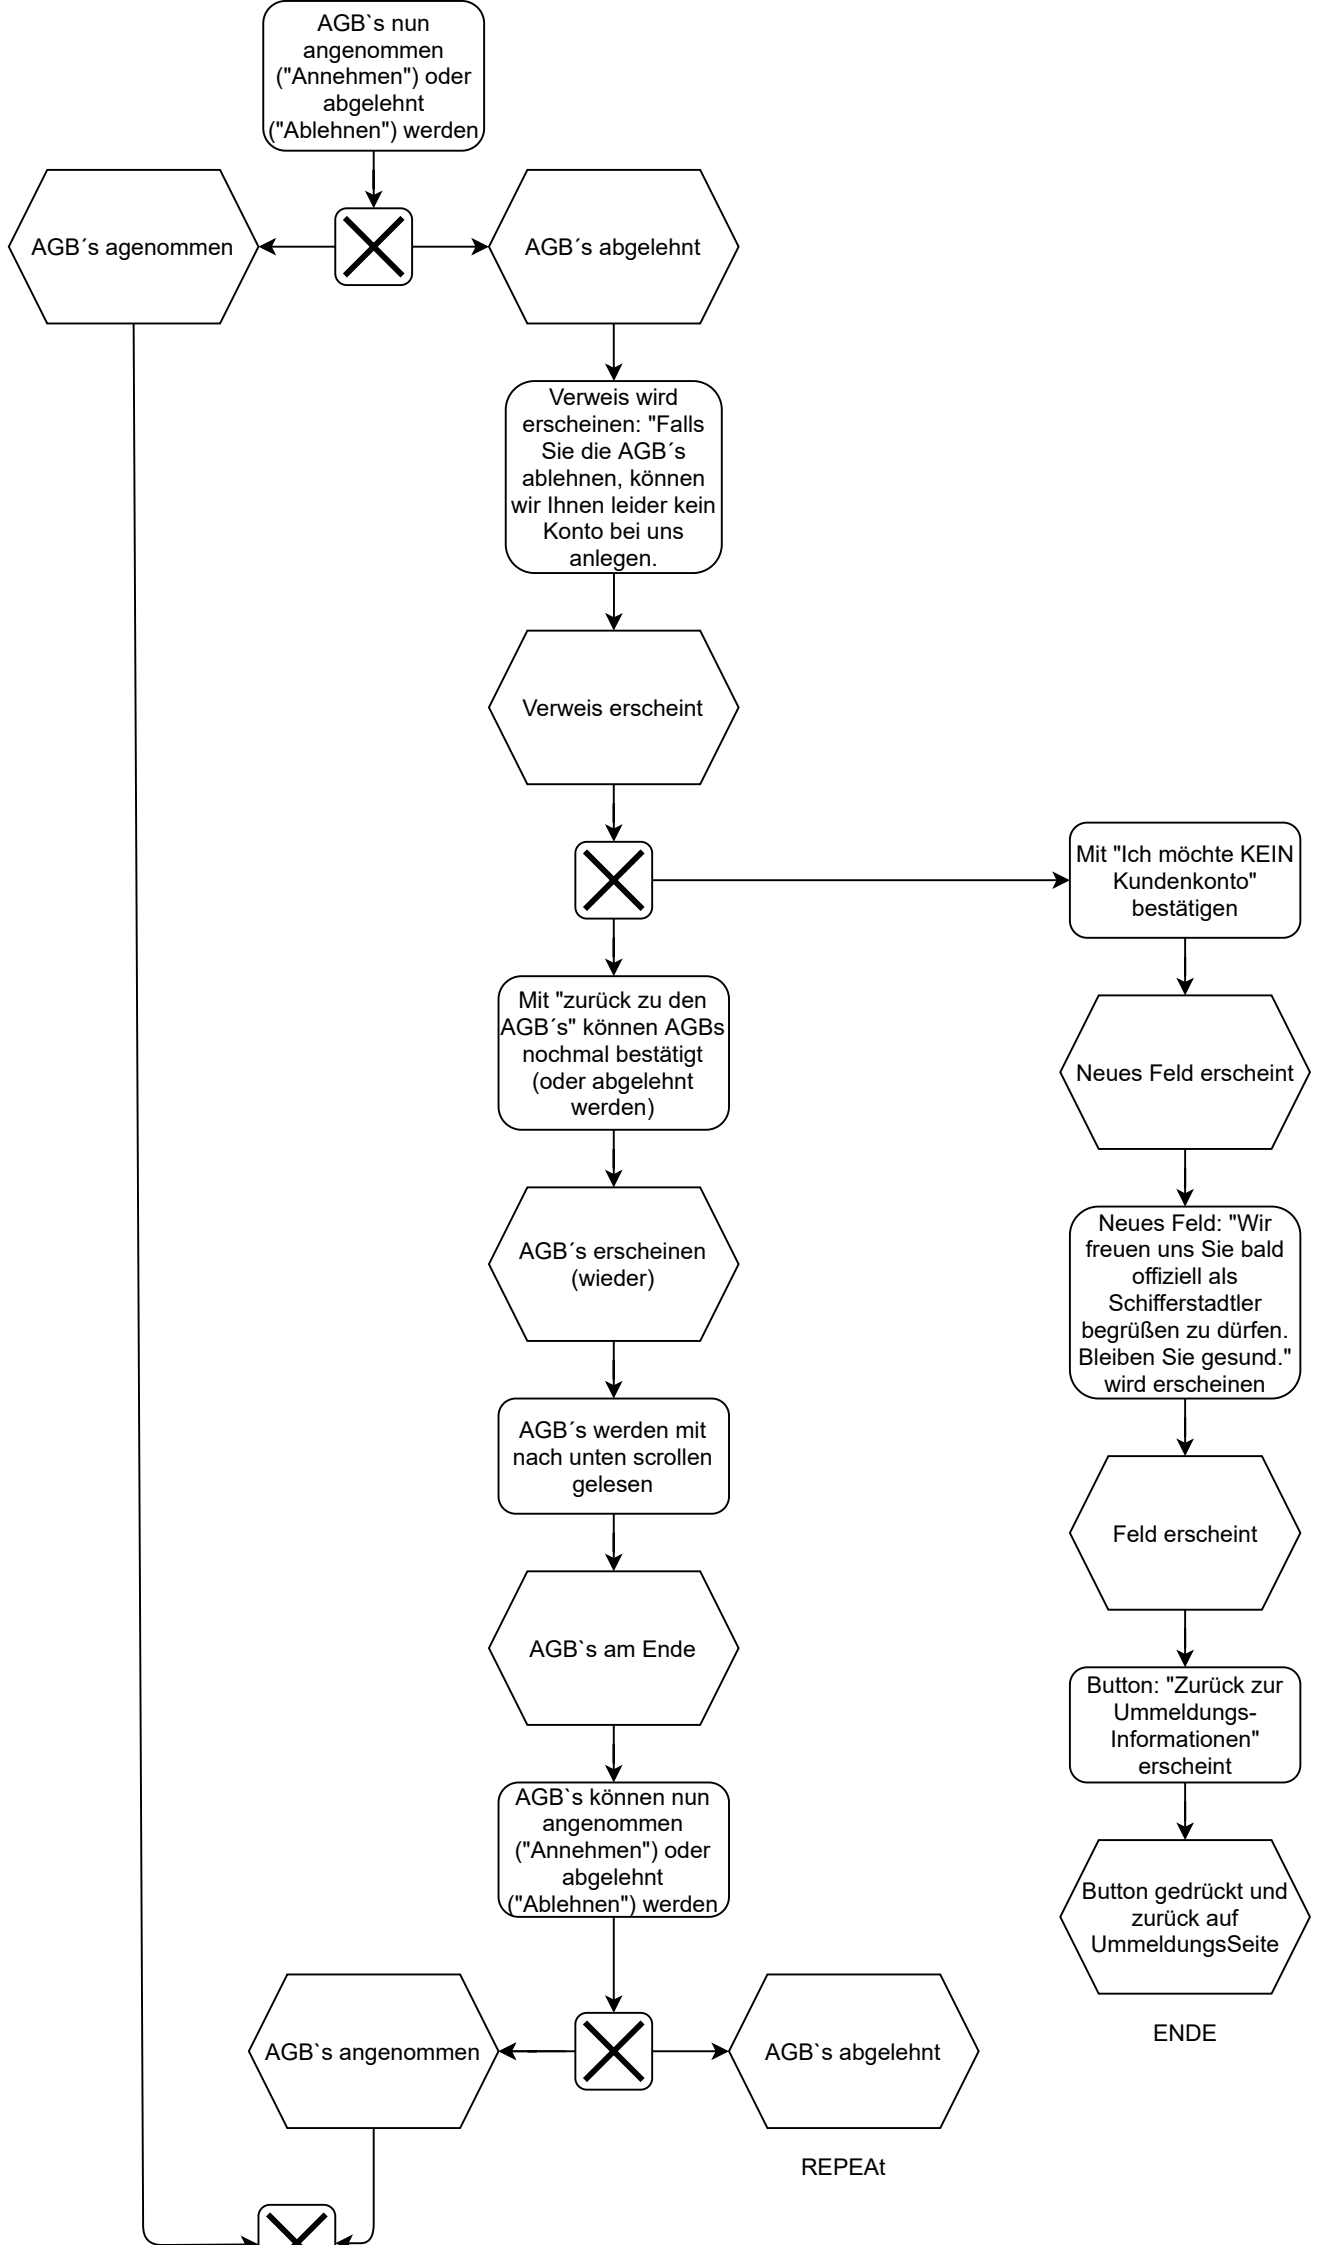 AGB`s nun
angenommen
("Annehmen") oder
abgelehnt
("Ablehnen") werden
AGB´s agenommen
AGB´s abgelehnt
Verweis wird
erscheinen: "Falls
Sie die AGB´s
ablehnen, können
wir Ihnen leider kein
Konto bei uns
anlegen.
Verweis erscheint
Mit "Ich möchte KEIN
Kundenkonto"
bestätigen
Mit "zurück zu den
AGB´s" können AGBs
nochmal bestätigt
(oder abgelehnt
werden)
Neues Feld erscheint
AGB´s erscheinen
(wieder)
Neues Feld: "Wir
freuen uns Sie bald
offiziell als
Schifferstadtler
begrüßen zu dürfen.
Bleiben Sie gesund."
wird erscheinen
AGB´s werden mit
nach unten scrollen
gelesen
Feld erscheint
AGB`s am Ende
Button: "Zurück zur
Ummeldungs-
Informationen"
erscheint
AGB`s können nun
angenommen
("Annehmen") oder
abgelehnt
("Ablehnen") werden
Button gedrückt und
zurück auf
UmmeldungsSeite
ENDE
AGB`s angenommen
AGB`s abgelehnt
REPEAt